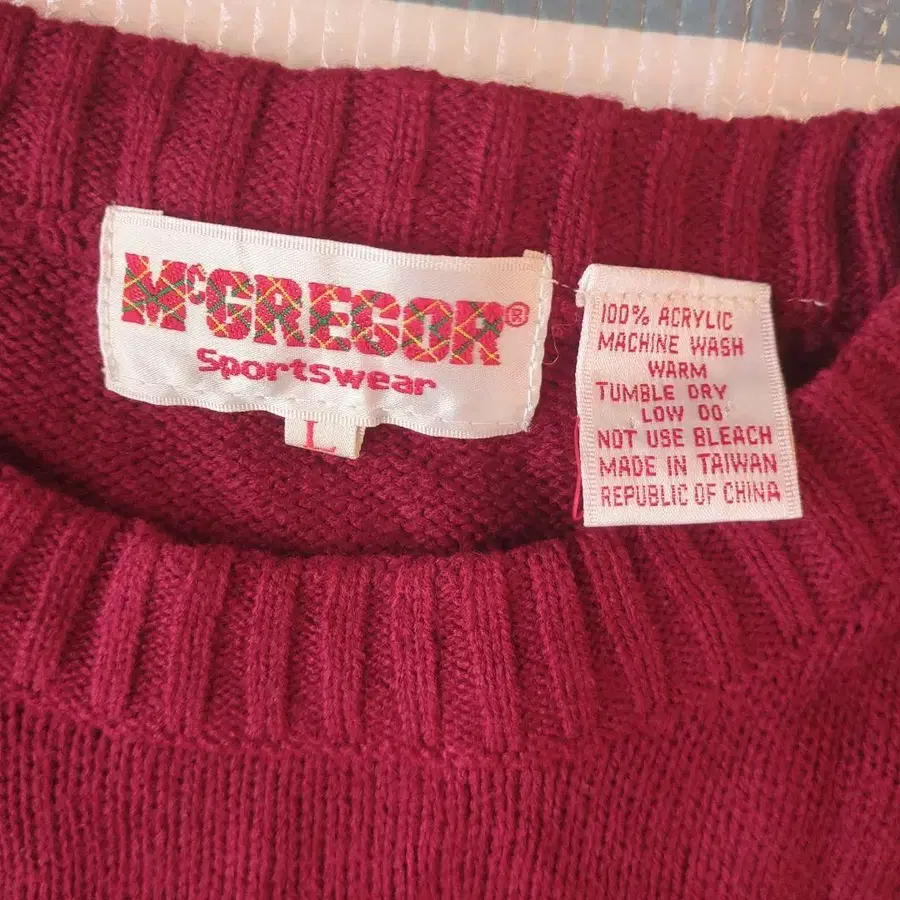 McGREGOR®
Sportswear
L
100% ACRYLIC
MACHINE WASH
WARM
TUMBLE DRY
LOW DO
NOT USE BLEACH
MADE IN TAIWAN
REPUBLIC OF CHINA